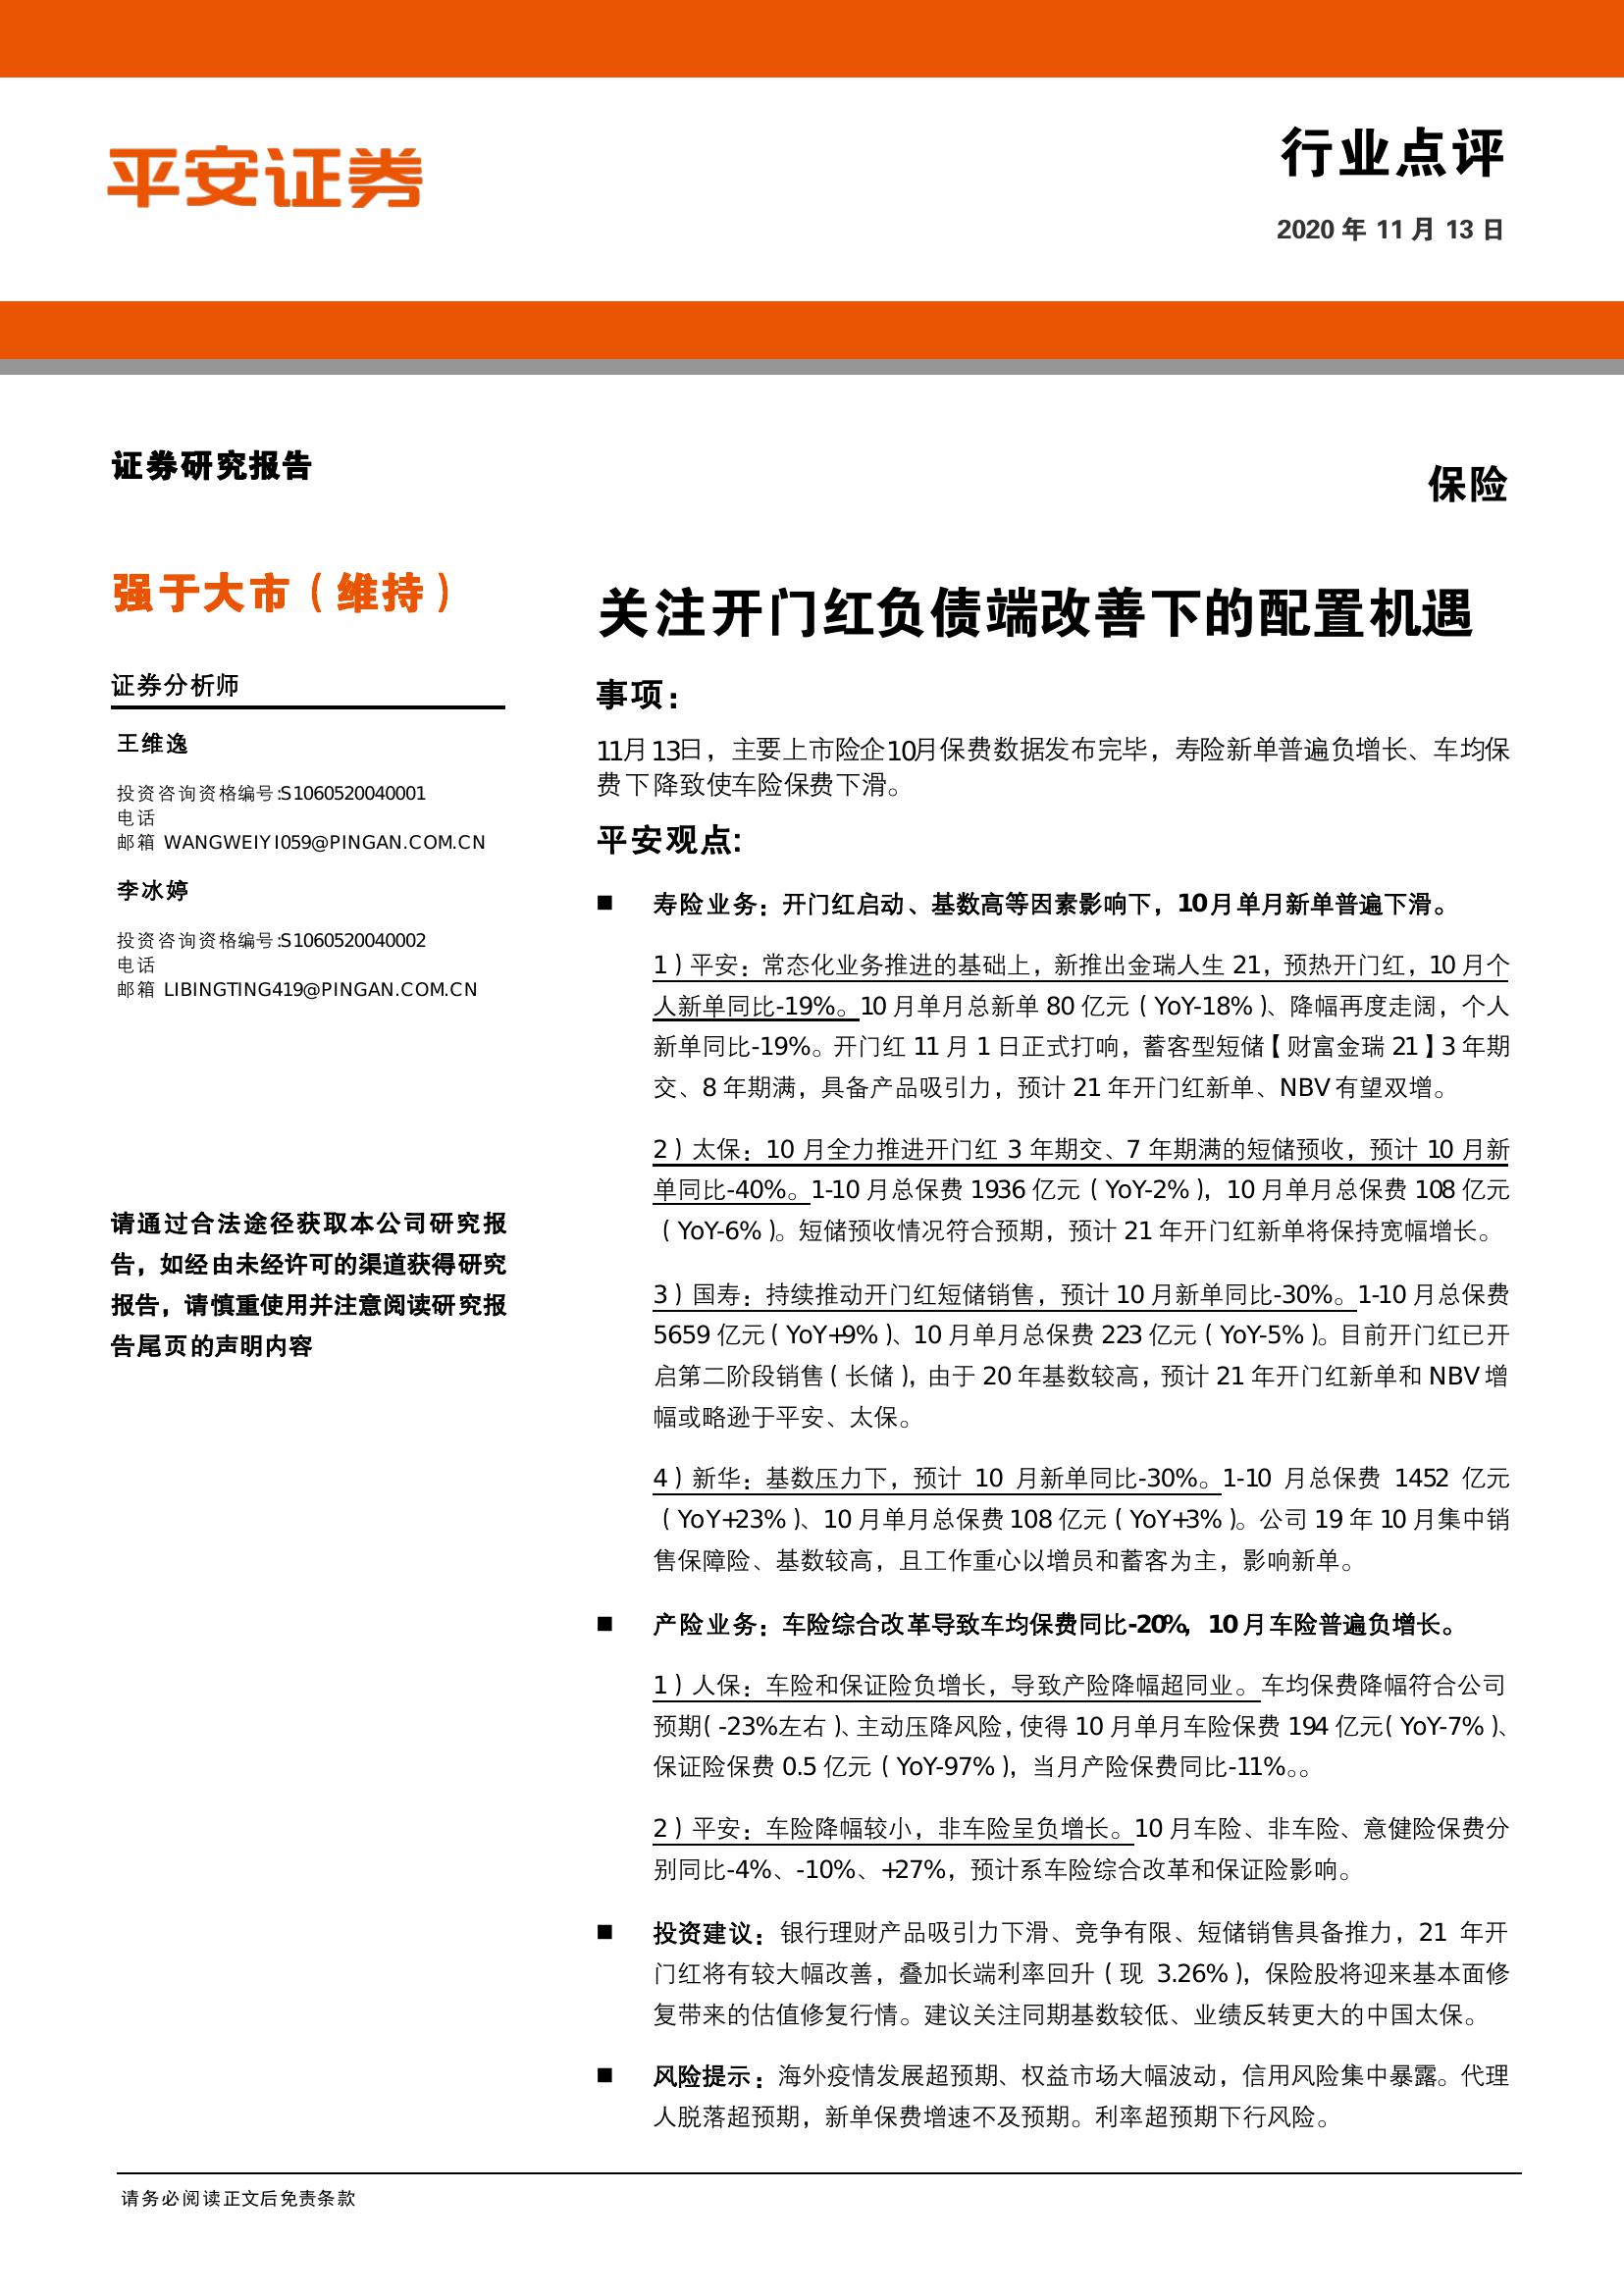 平安证券
行业点评
2020 年 11 月 13 日
证券研究报告
保险
强于大市（维持）
证券分析师
王维逸
投资咨询资格编号:S1060520040001
电话
邮箱 WANGWEIYI059@PINGAN.COM.CN
李冰婷
投资咨询资格编号:S1060520040002
电话
邮箱 LIBINGTING419@PINGAN.COM.CN
请通过合法途径获取本公司研究报
告，如经由未经许可的渠道获得研究
报告，请慎重使用并注意阅读研究报
告尾页的声明内容
关注开门红负债端改善下的配置机遇
事项：
11月13日，主要上市险企10月保费数据发布完毕，寿险新单普遍负增长、车均保
费下降致使车险保费下滑。
平安观点:
■ 寿险业务：开门红启动、基数高等因素影响下，10月单月新单普遍下滑。
1）平安：常态化业务推进的基础上，新推出金瑞人生 21，预热开门红，10 月个
人新单同比-19%。10 月单月总新单 80 亿元（YoY-18%）、降幅再度走阔，个人
新单同比-19%。开门红 11 月 1 日正式打响，蓄客型短储【财富金瑞 21】3 年期
交、8 年期满，具备产品吸引力，预计 21 年开门红新单、NBV 有望双增。
2）太保：10 月全力推进开门红 3 年期交、7 年期满的短储预收，预计 10 月新
单同比-40%。1-10 月总保费 1936 亿元（YoY-2%），10 月单月总保费 108 亿元
（YoY-6%）。短储预收情况符合预期，预计 21 年开门红新单将保持宽幅增长。
3）国寿：持续推动开门红短储销售，预计 10 月新单同比-30%。1-10 月总保费
5659 亿元（YoY+9%）、10 月单月总保费 223 亿元（YoY-5%）。目前开门红已开
启第二阶段销售（长储），由于 20 年基数较高，预计 21 年开门红新单和 NBV 增
幅或略逊于平安、太保。
4）新华：基数压力下，预计 10 月新单同比-30%。1-10 月总保费 1452 亿元
（YoY+23%）、10 月单月总保费 108 亿元（YoY+3%）。公司 19 年 10 月集中销
售保障险、基数较高，且工作重心以增员和蓄客为主，影响新单。
■ 产险业务：车险综合改革导致车均保费同比-20%，10 月车险普遍负增长。
1）人保：车险和保证险负增长，导致产险降幅超同业。车均保费降幅符合公司
预期（-23%左右）、主动压降风险，使得 10 月单月车险保费 194 亿元（YoY-7%）、
保证险保费 0.5 亿元（YoY-97%），当月产险保费同比-11%。。
2）平安：车险降幅较小，非车险呈负增长。10 月车险、非车险、意健险保费分
别同比-4%、-10%、+27%，预计系车险综合改革和保证险影响。
■ 投资建议：银行理财产品吸引力下滑、竞争有限、短储销售具备推力，21 年开
门红将有较大幅改善，叠加长端利率回升（现 3.26%），保险股将迎来基本面修
复带来的估值修复行情。建议关注同期基数较低、业绩反转更大的中国太保。
■ 风险提示：海外疫情发展超预期、权益市场大幅波动，信用风险集中暴露。代理
人脱落超预期，新单保费增速不及预期。利率超预期下行风险。
请务必阅读正文后免责条款